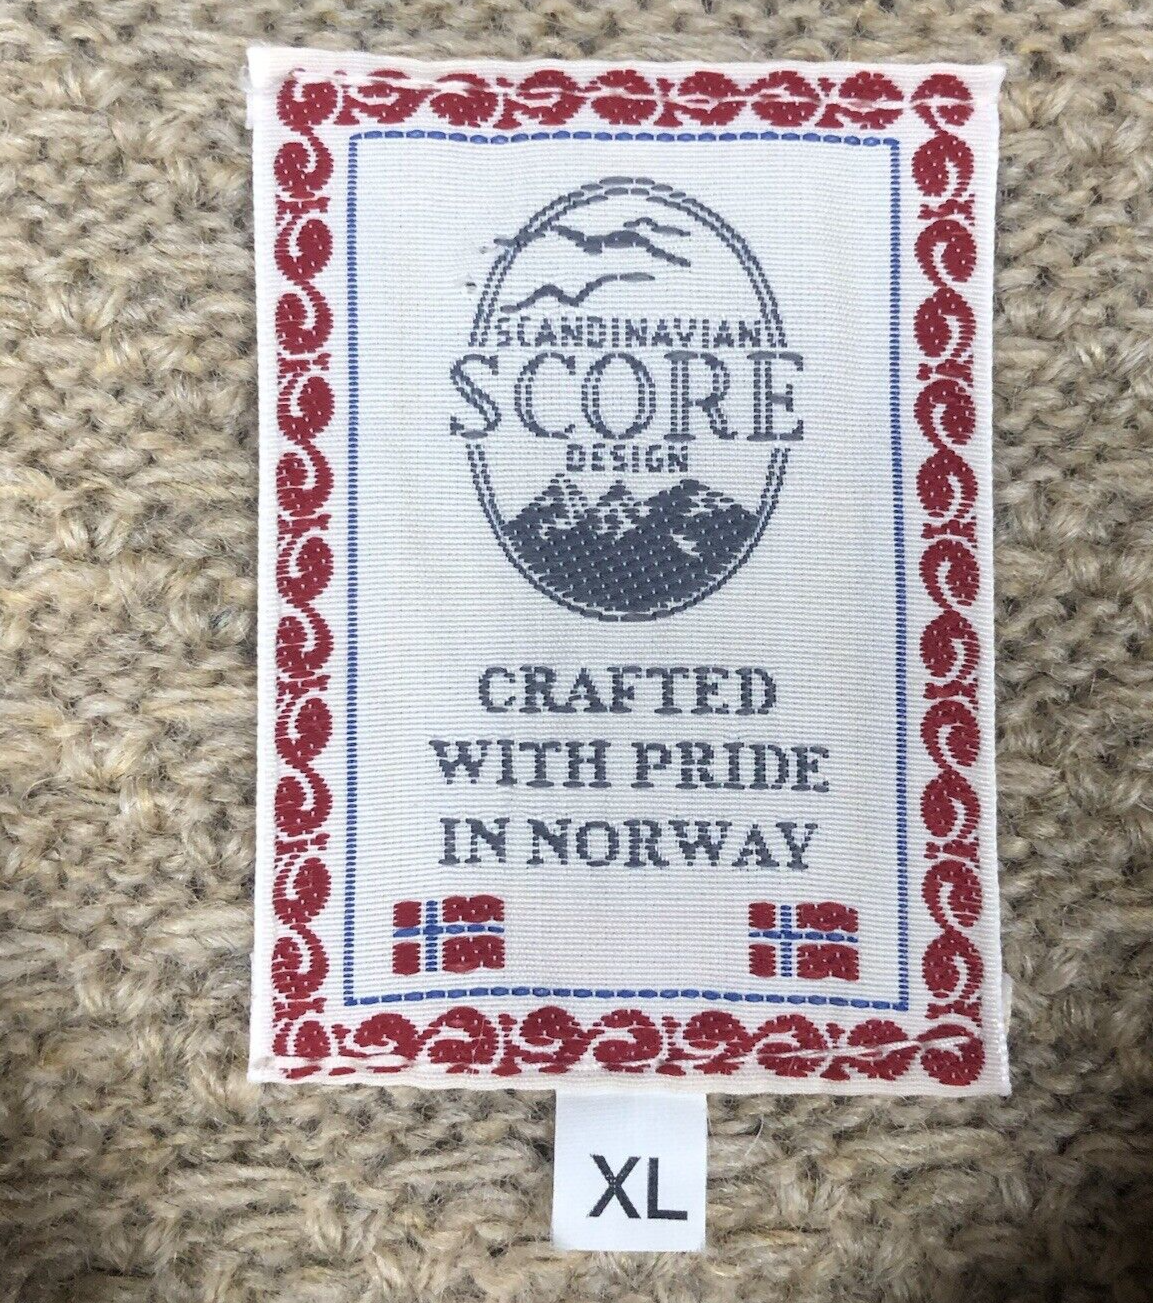 SCANDINAVIAN
SCORE
DESIGN
CRAFTED
WITH PRIDE
IN NORWAY
XL